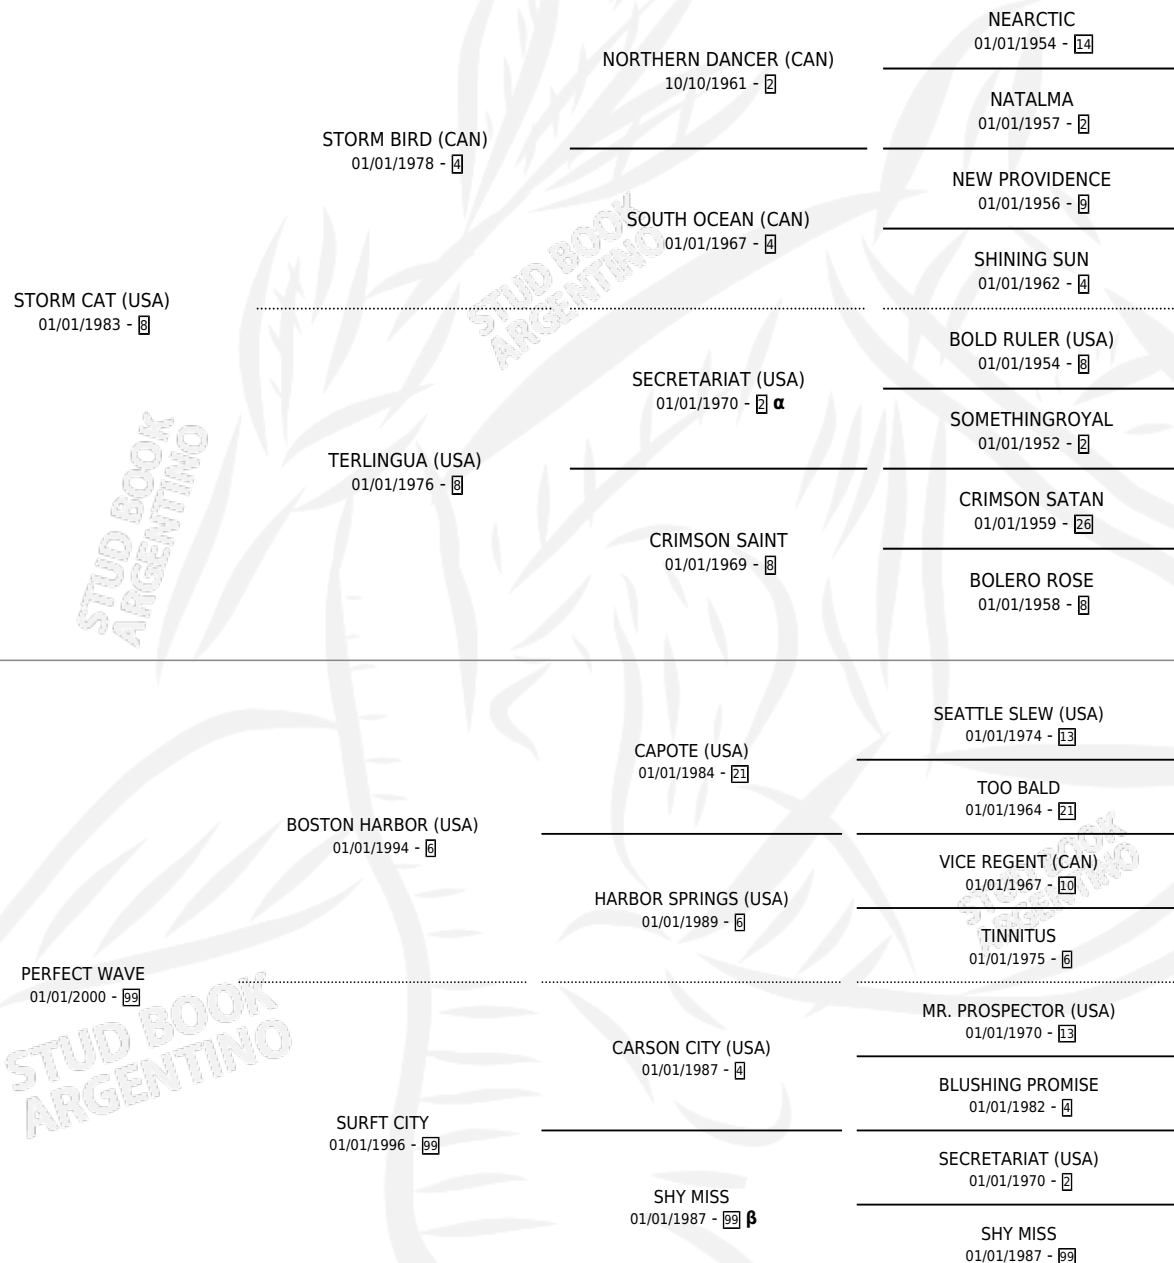 NEARCTIC
01/01/1954 - 14
NORTHERN DANCER (CAN)
10/10/1961 - 2
NATALMA
01/01/1957 - 2
STORM BIRD (CAN)
01/01/1978 - 4
NEW PROVIDENCE
01/01/1956 - 9
SOUTH OCEAN (CAN)
01/01/1967 - 4
SHINING SUN
01/01/1962 - 4
STORM CAT (USA)
01/01/1983 - 8
BOLD RULER (USA)
01/01/1954 - 8
SECRETARIAT (USA)
01/01/1970 - 2 α
SOMETHINGROYAL
01/01/1952 - 2
TERLINGUA (USA)
01/01/1976 - 8
CRIMSON SATAN
01/01/1959 - 26
CRIMSON SAINT
01/01/1969 - 8
BOLERO ROSE
01/01/1958 - 8
SEATTLE SLEW (USA)
01/01/1974 - 13
CAPOTE (USA)
01/01/1984 - 21
TOO BALD
01/01/1964 - 21
BOSTON HARBOR (USA)
01/01/1994 - 6
VICE REGENT (CAN)
01/01/1967 - 10
HARBOR SPRINGS (USA)
01/01/1989 - 6
TINNITUS
01/01/1975 - 6
PERFECT WAVE
01/01/2000 - 99
MR. PROSPECTOR (USA)
01/01/1970 - 13
CARSON CITY (USA)
01/01/1987 - 4
BLUSHING PROMISE
01/01/1982 - 4
SURFT CITY
01/01/1996 - 99
SECRETARIAT (USA)
01/01/1970 - 2
SHY MISS
01/01/1987 - 99 β
SHY MISS
01/01/1987 - 99
STUD BOOK
ARGENTINO
STUD BOOK
ARGENTINO
STUD BOOK
ARGENTINO
STUD BOOK
ARGENTINO